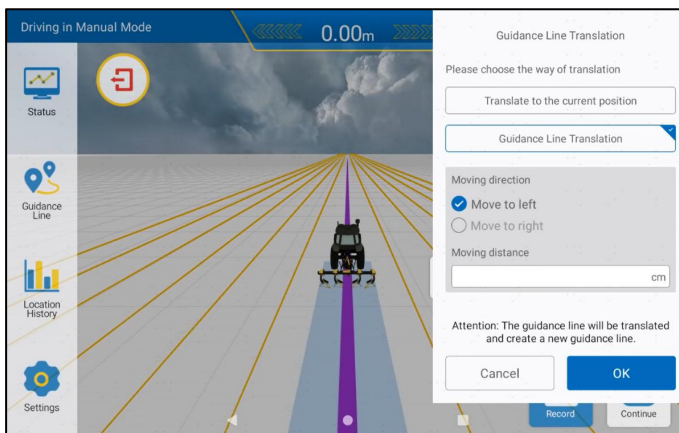 Driving in Manual Mode
0.00m
Status
Guidance
Line
Location
History
Settings
Guidance Line Translation
Please choose the way of translation
Translate to the current position
Guidance Line Translation
Moving direction
Move to left
Move to right
Moving distance
cm
Attention: The guidance line will be translated
and create a new guidance line.
Cancel
OK
Record
Continue